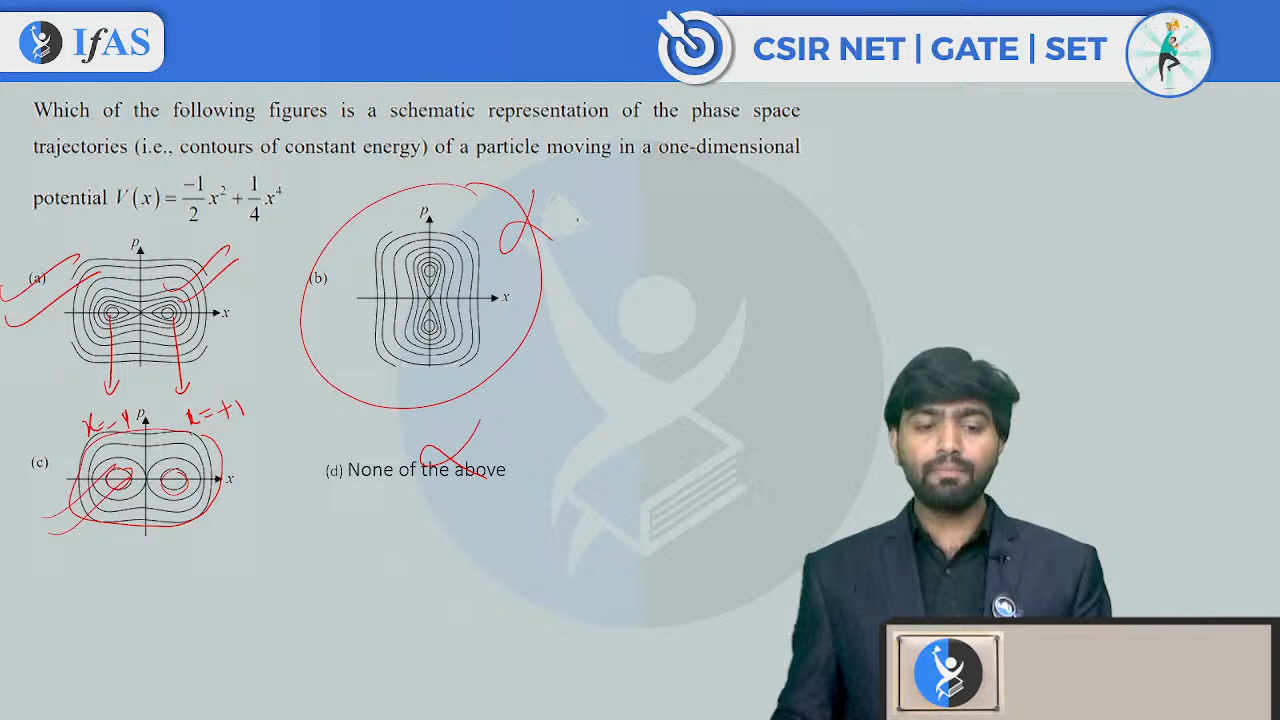 IfAS
CSIR NET | GATE | SET
Which of the following figures is a schematic representation of the phase space
trajectories (i.e., contours of constant energy) of a particle moving in a one-dimensional
potential V(x) = -1/2 x² + 1/4 x⁴
(a)
p
x
(b)
p
x
x=-1
x=+1
(c)
p
x
(d) None of the above